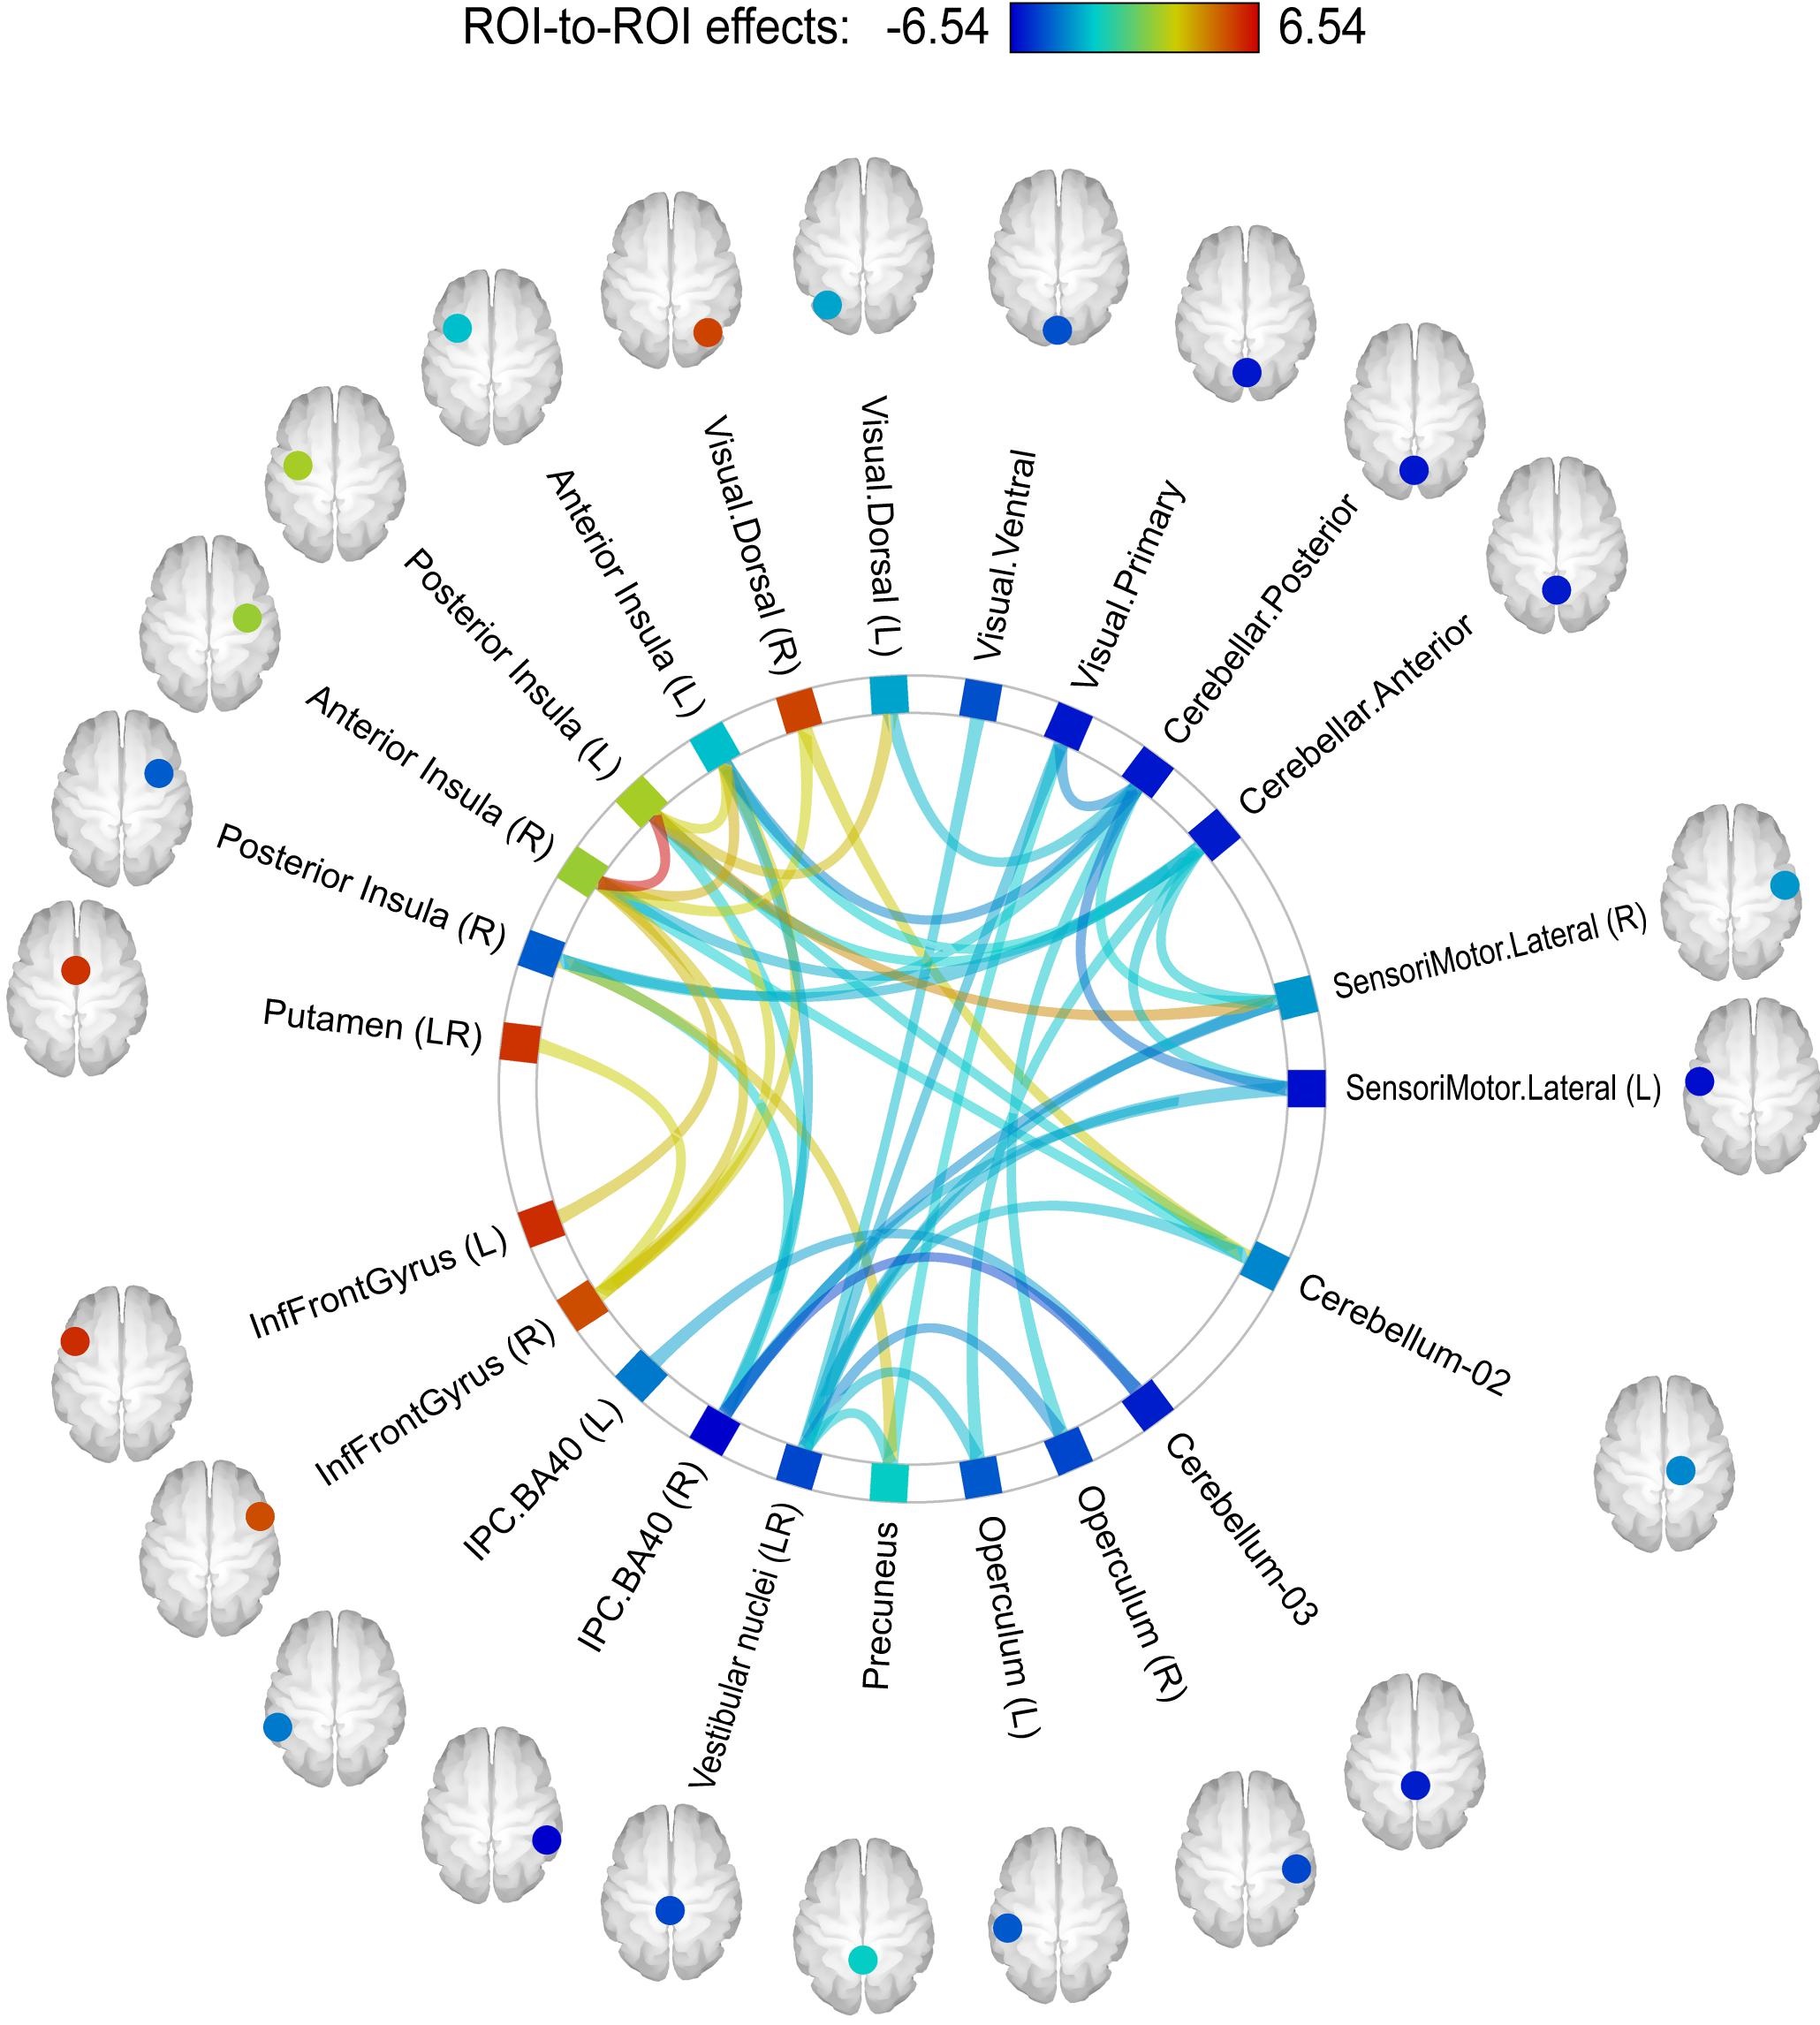 ROI-to-ROI effects: -6.54 6.54
Visual.Dorsal (L)
Visual.Ventral
Visual.Primary
Cerebellar.Posterior
Cerebellar.Anterior
SensoriMotor.Lateral (R)
SensoriMotor.Lateral (L)
Cerebellum-02
Cerebellum-03
Operculum (R)
Operculum (L)
Precuneus
Vestibular nuclei (LR)
IPC.BA40 (R)
IPC.BA40 (L)
InfFrontGyrus (R)
InfFrontGyrus (L)
Putamen (LR)
Posterior Insula (R)
Anterior Insula (R)
Posterior Insula (L)
Anterior Insula (L)
Visual.Dorsal (R)